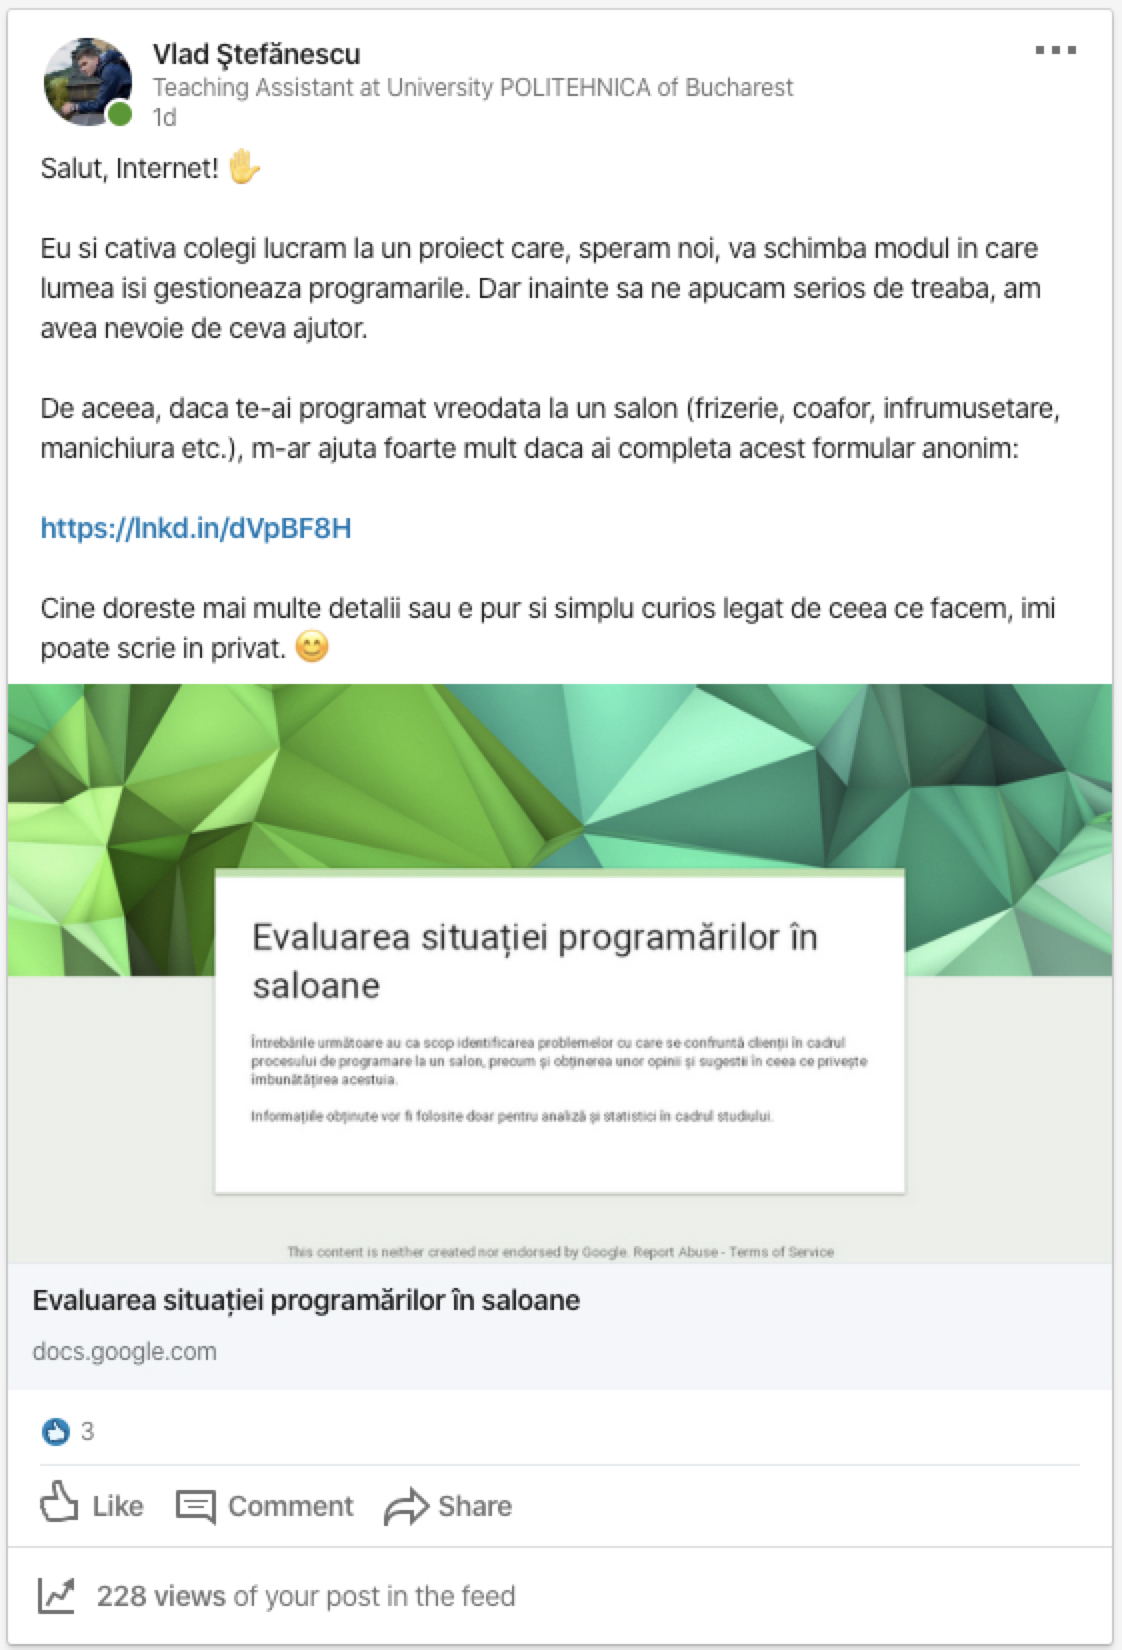 Vlad Ştefănescu
Teaching Assistant at University POLITEHNICA of Bucharest
1d
Salut, Internet! ✋
Eu si cativa colegi lucram la un proiect care, speram noi, va schimba modul in care
lumea isi gestioneaza programarile. Dar inainte sa ne apucam serios de treaba, am
avea nevoie de ceva ajutor.
De aceea, daca te-ai programat vreodata la un salon (frizerie, coafor, infrumusetare,
manichiura etc.), m-ar ajuta foarte mult daca ai completa acest formular anonim:
https://lnkd.in/dVpBF8H
Cine doreste mai multe detalii sau e pur si simplu curios legat de ceea ce facem, imi
poate scrie in privat. 😊
Evaluarea situației programărilor în
saloane
Întrebările următoare au ca scop identificarea problemelor cu care se confruntă clienții în cadrul
procesului de programare la un salon, precum și obținerea unor opinii și sugestii în ceea ce privește
îmbunătățirea acestuia.
Informațiile obținute vor fi folosite doar pentru analiză și statistici în cadrul studiului.
This content is neither created nor endorsed by Google. Report Abuse - Terms of Service
Evaluarea situației programărilor în saloane
docs.google.com
3
Like Comment Share
228 views of your post in the feed